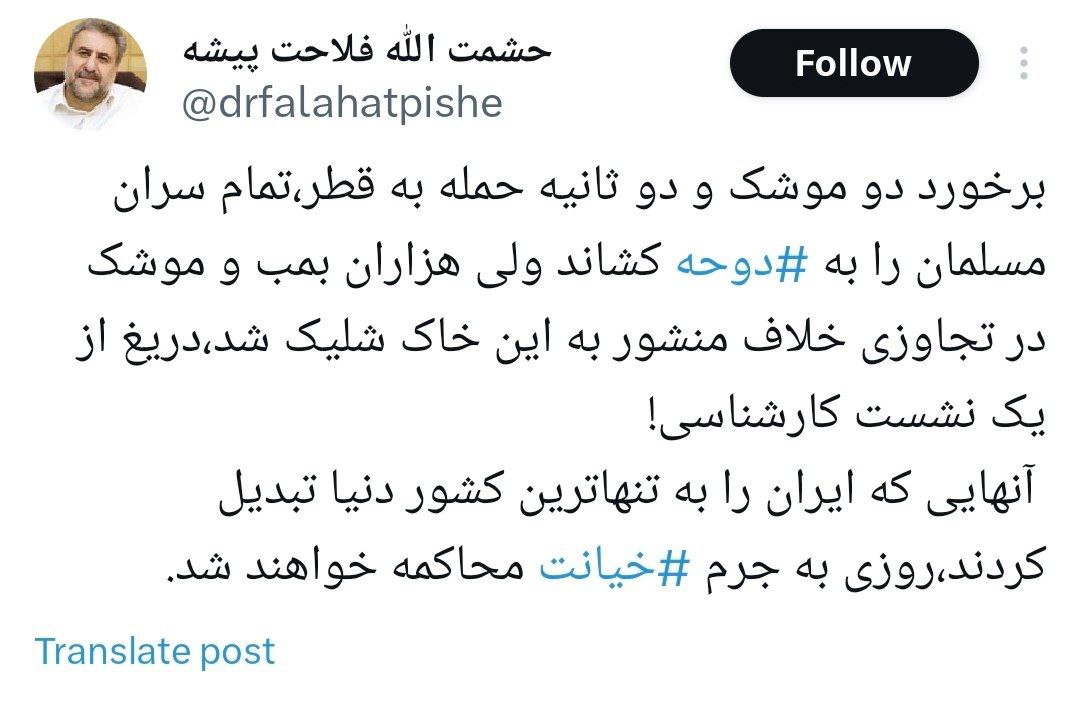 حشمت الله فلاحت پیشه
Follow
@drfalahatpishe
برخورد دو موشک و دو ثانیه حمله به قطر،تمام سران
مسلمان را به #دوحه کشاند ولی هزاران بمب و موشک
در تجاوزی خلاف منشور به این خاک شلیک شد،دریغ از
یک نشست کارشناسی!
آنهایی که ایران را به تنهاترین کشور دنیا تبدیل
کردند،روزی به جرم #خیانت محاکمه خواهند شد.
Translate post